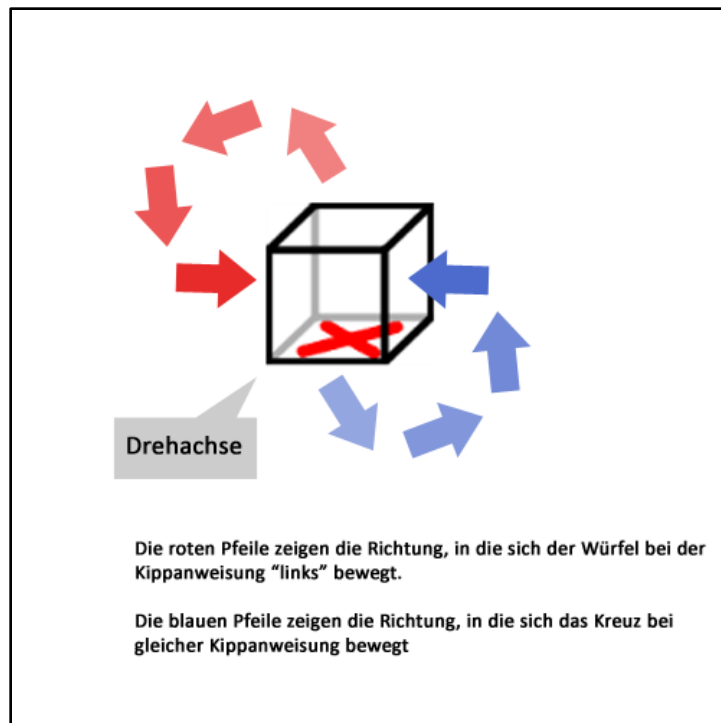 Drehachse
Die roten Pfeile zeigen die Richtung, in die sich der Würfel bei der
Kippanweisung “links” bewegt.
Die blauen Pfeile zeigen die Richtung, in die sich das Kreuz bei
gleicher Kippanweisung bewegt